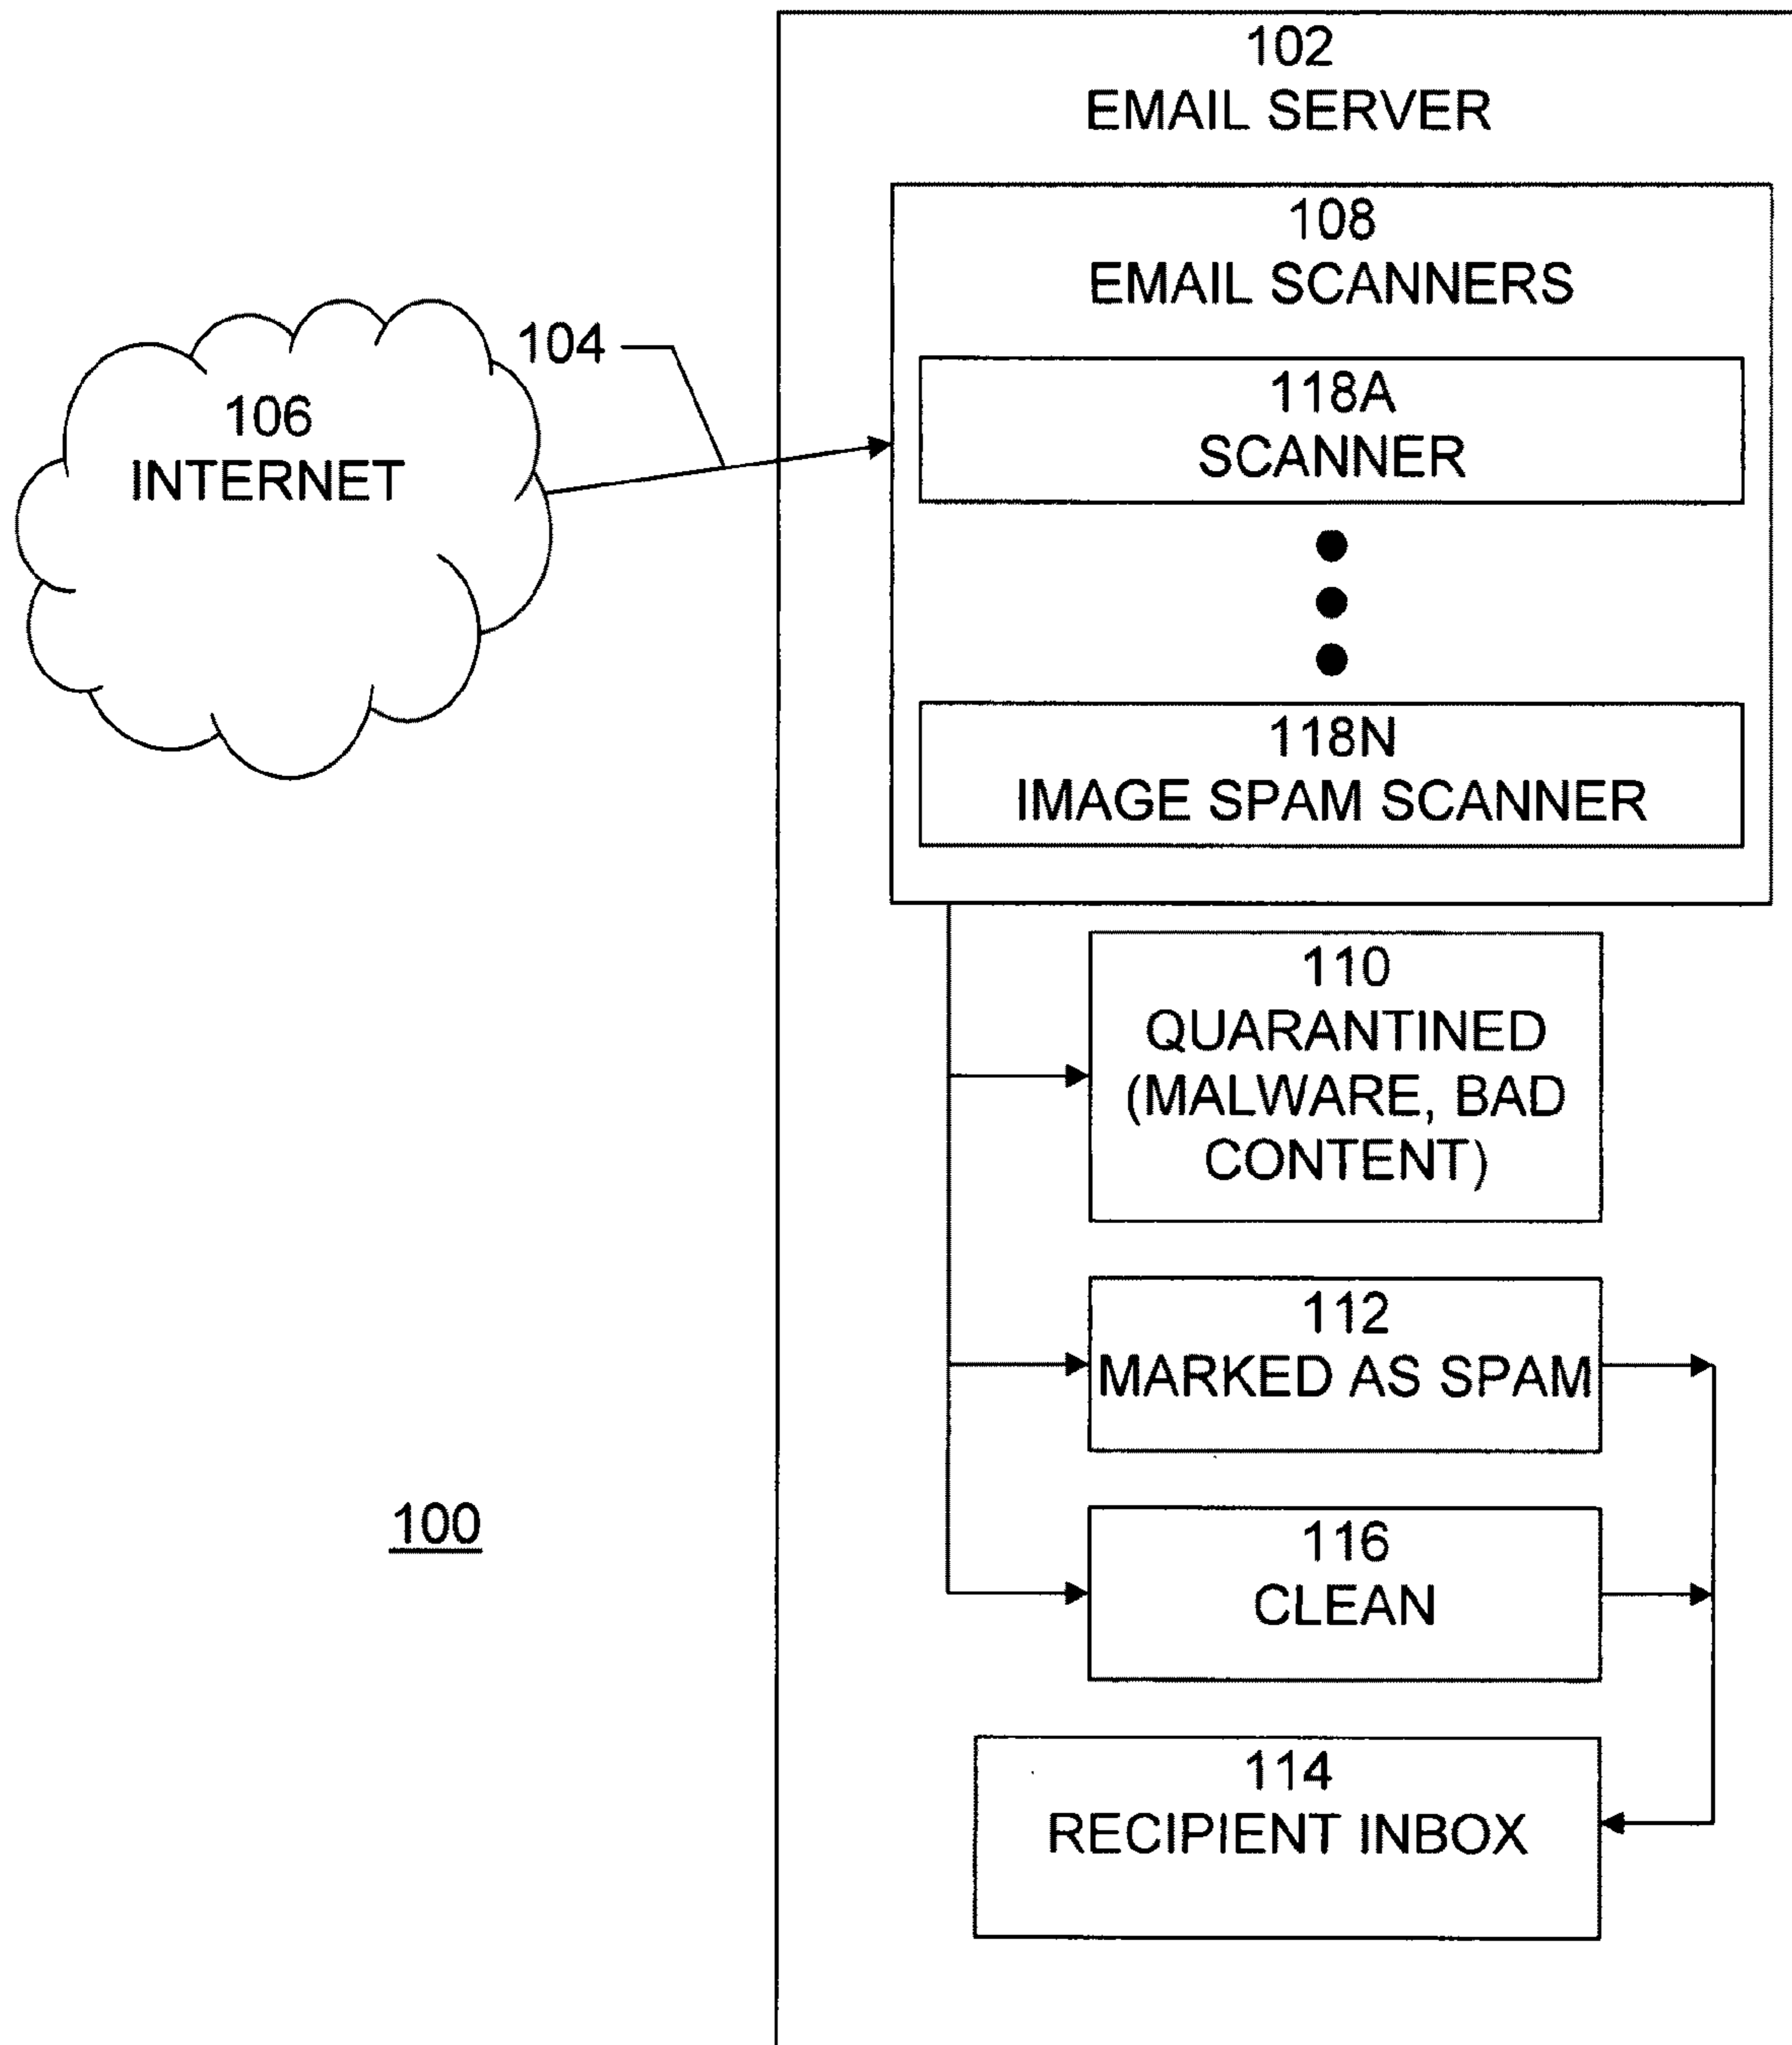 102
EMAIL SERVER
108
EMAIL SCANNERS
104
118A
SCANNER
106
INTERNET
118N
IMAGE SPAM SCANNER
110
QUARANTINED
(MALWARE, BAD
CONTENT)
112
MARKED AS SPAM
100
116
CLEAN
114
RECIPIENT INBOX